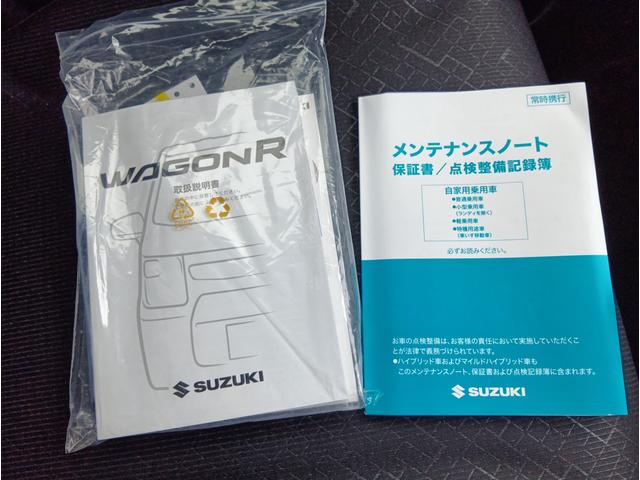 WAGON R
取扱説明書
SUZUKI
常時携行
メンテナンスノート
保証書／点検整備記録簿
自家用乗用車
●普通乗用車
●小型乗用車
(ランディを除く)
●軽乗用車
●特種用途車
(車いす移動車)
必ずお読みください。
お車の点検整備は、お客様の責任において実施していただくこ
とが法律で義務づけられています。
●ハイブリッド車およびマイルドハイブリッド車も
このメンテナンスノート、保証書および点検記録簿に含まれます。
SUZUKI